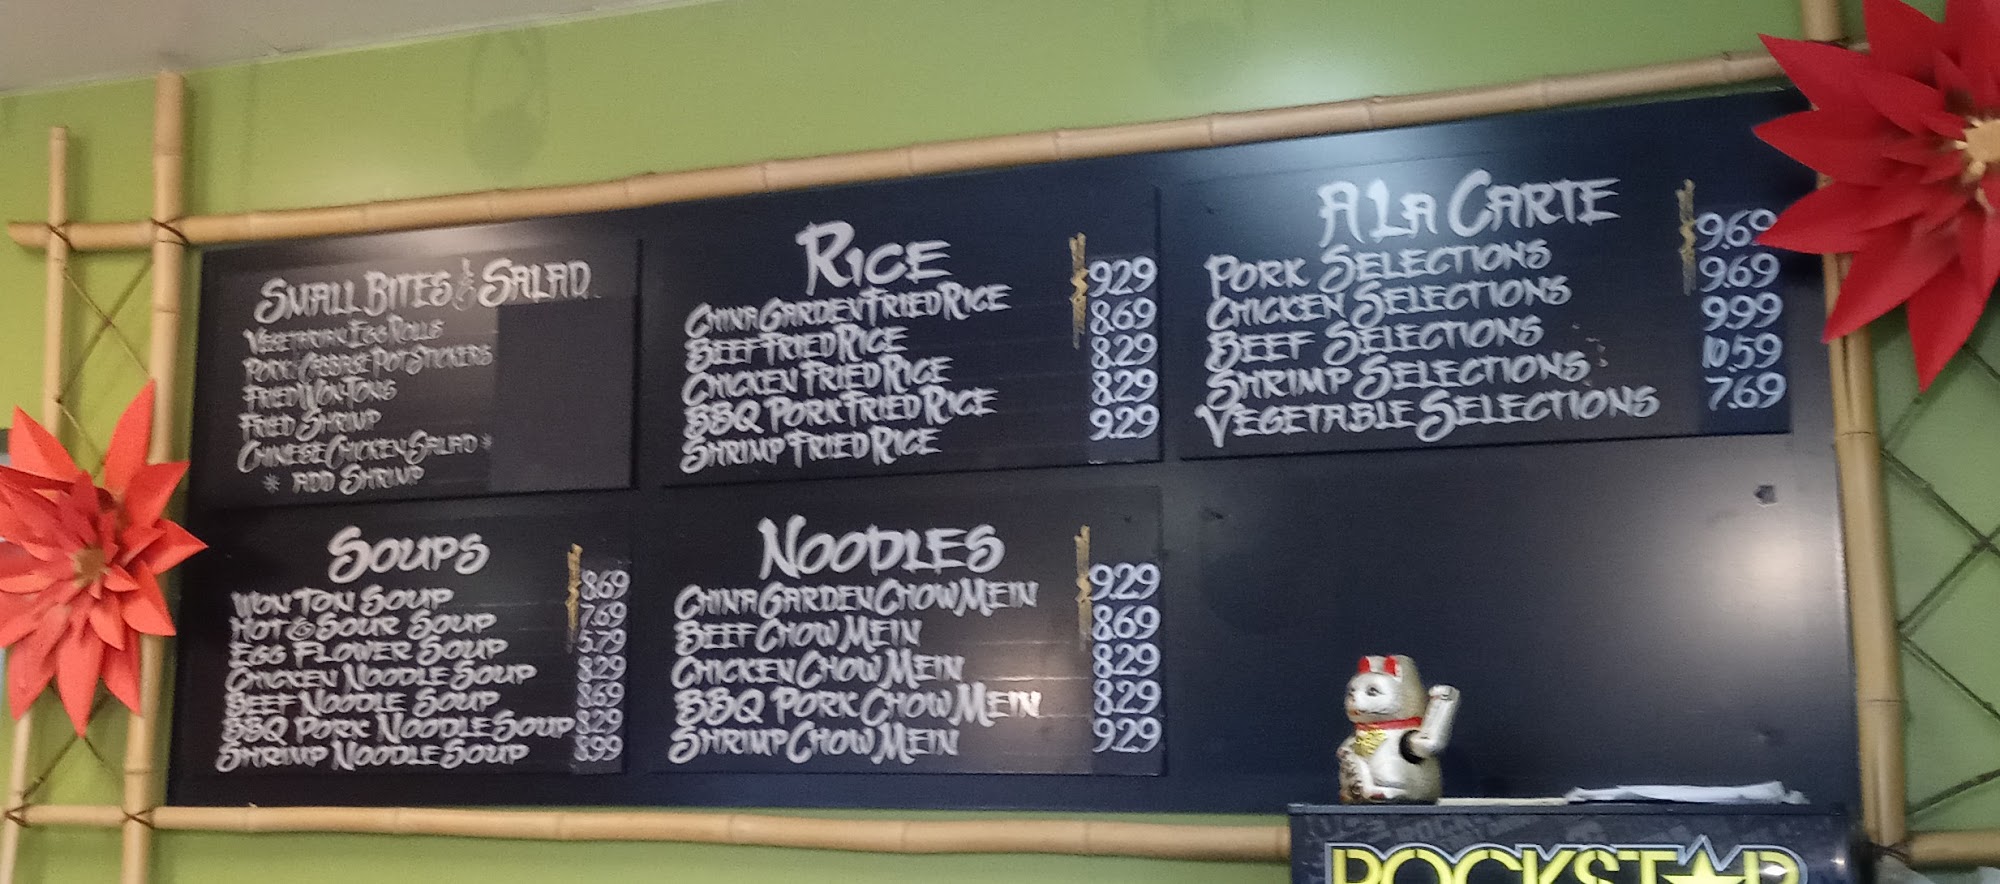 Small Bites & Salad
Vegetarian Egg Rolls
Pork & Cabbage Pot Stickers
Fried Won Tons
Fried Shrimp
Chinese Chicken Salad *
* Add Shrimp
Soups
Won Ton Soup 8.69
Hot & Sour Soup 7.69
Egg Flower Soup 5.79
Chicken Noodle Soup 8.29
Beef Noodle Soup 8.69
BBQ Pork Noodle Soup 8.29
Shrimp Noodle Soup 8.99
Rice
China Garden Fried Rice 9.29
Beef Fried Rice 8.69
Chicken Fried Rice 8.29
BBQ Pork Fried Rice 8.29
Shrimp Fried Rice 9.29
Noodles
China Garden Chow Mein 9.29
Beef Chow Mein 8.69
Chicken Chow Mein 8.29
BBQ Pork Chow Mein 8.29
Shrimp Chow Mein 9.29
A La Carte
Pork Selections 9.69
Chicken Selections 9.69
Beef Selections 9.99
Shrimp Selections 10.59
Vegetable Selections 7.69
ROCKSTAR